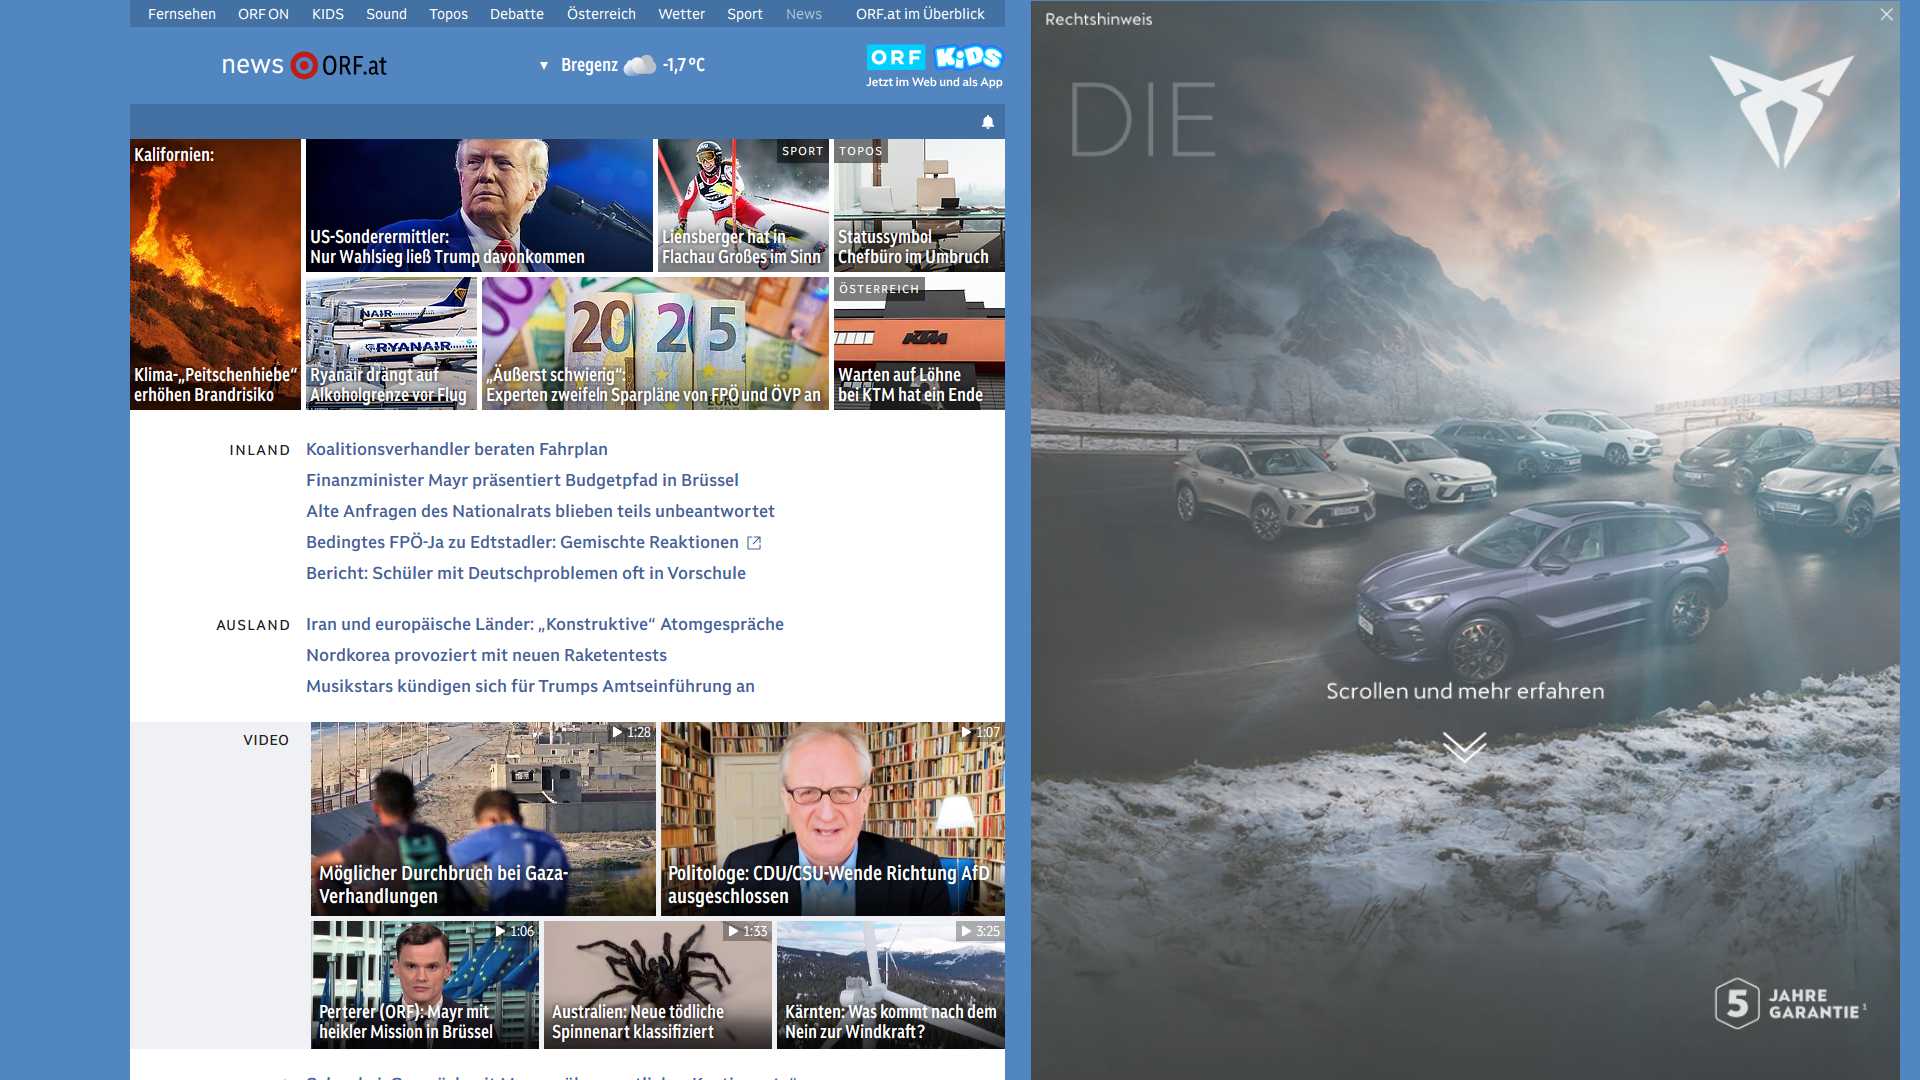 Fernsehen ORF ON KIDS Sound Topos Debatte Österreich Wetter Sport News ORF.at im Überblick
news ORF.at
▼ Bregenz -1,7 °C
ORF KIDS
Jetzt im Web und als App
Kalifornien:
Klima-„Peitschenhiebe“
erhöhen Brandrisiko
US-Sonderermittler:
Nur Wahlsieg ließ Trump davonkommen
SPORT
Liensberger hat in
Flachau Großes im Sinn
TOPOS
Statussymbol
Chefbüro im Umbruch
NAIR
RYANAIR
Ryanair drängt auf
Alkoholgrenze vor Flug
2025
„Äußerst schwierig“:
Experten zweifeln Sparpläne von FPÖ und ÖVP an
ÖSTERREICH
KTM
Warten auf Löhne
bei KTM hat ein Ende
INLAND
Koalitionsverhandler beraten Fahrplan
Finanzminister Mayr präsentiert Budgetpfad in Brüssel
Alte Anfragen des Nationalrats blieben teils unbeantwortet
Bedingtes FPÖ-Ja zu Edtstadler: Gemischte Reaktionen
Bericht: Schüler mit Deutschproblemen oft in Vorschule
AUSLAND
Iran und europäische Länder: „Konstruktive“ Atomgespräche
Nordkorea provoziert mit neuen Raketentests
Musikstars kündigen sich für Trumps Amtseinführung an
VIDEO
1:28
Möglicher Durchbruch bei Gaza-
Verhandlungen
1:07
Politologe: CDU/CSU-Wende Richtung AfD
ausgeschlossen
1:06
Perterer (ORF): Mayr mit
heikler Mission in Brüssel
1:33
Australien: Neue tödliche
Spinnenart klassifiziert
3:25
Kärnten: Was kommt nach dem
Nein zur Windkraft?
Rechtshinweis
DIE
Scrollen und mehr erfahren
5 JAHRE
GARANTIE¹